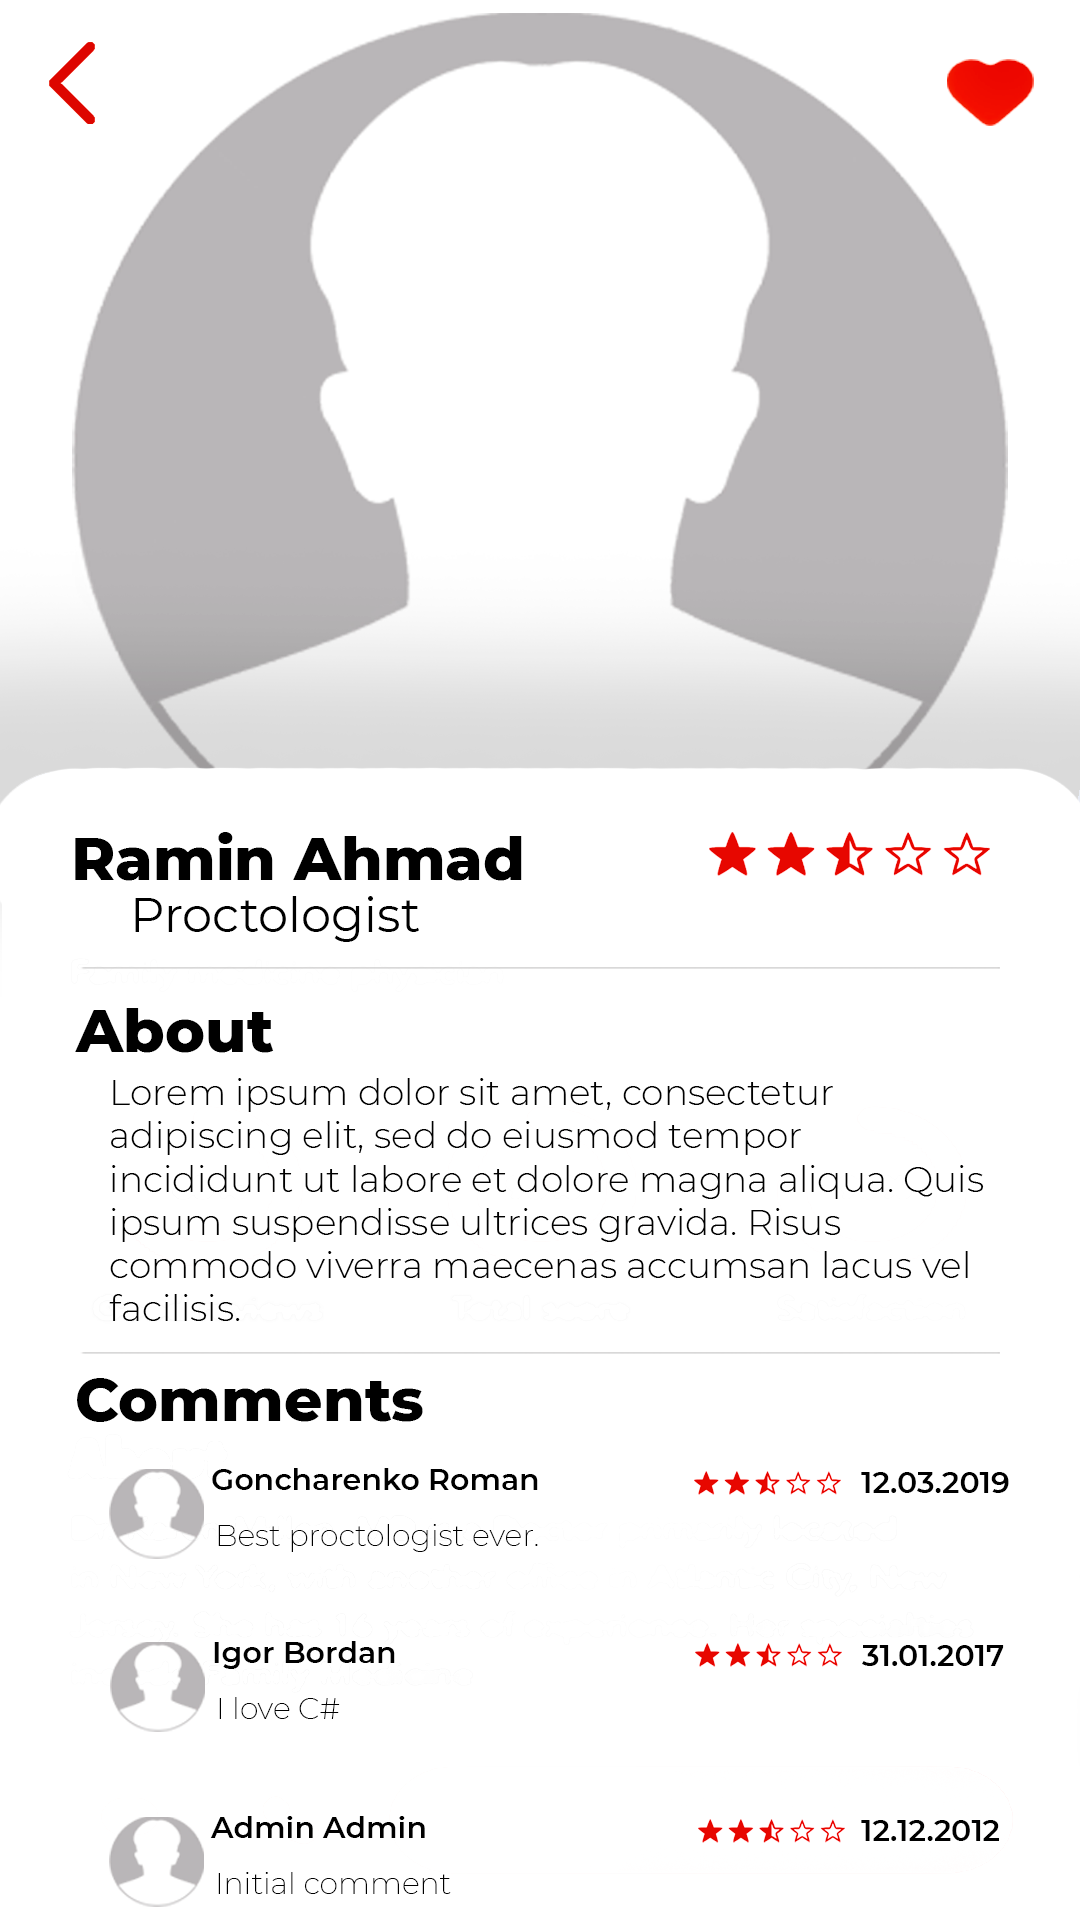 Ramin Ahmad
Proctologist
About
Lorem ipsum dolor sit amet, consectetur
adipiscing elit, sed do eiusmod tempor
incididunt ut labore et dolore magna aliqua. Quis
ipsum suspendisse ultrices gravida. Risus
commodo viverra maecenas accumsan lacus vel
facilisis.
Comments
Goncharenko Roman 12.03.2019
Best proctologist ever.
Igor Bordan 31.01.2017
I love C#
Admin Admin 12.12.2012
Initial comment